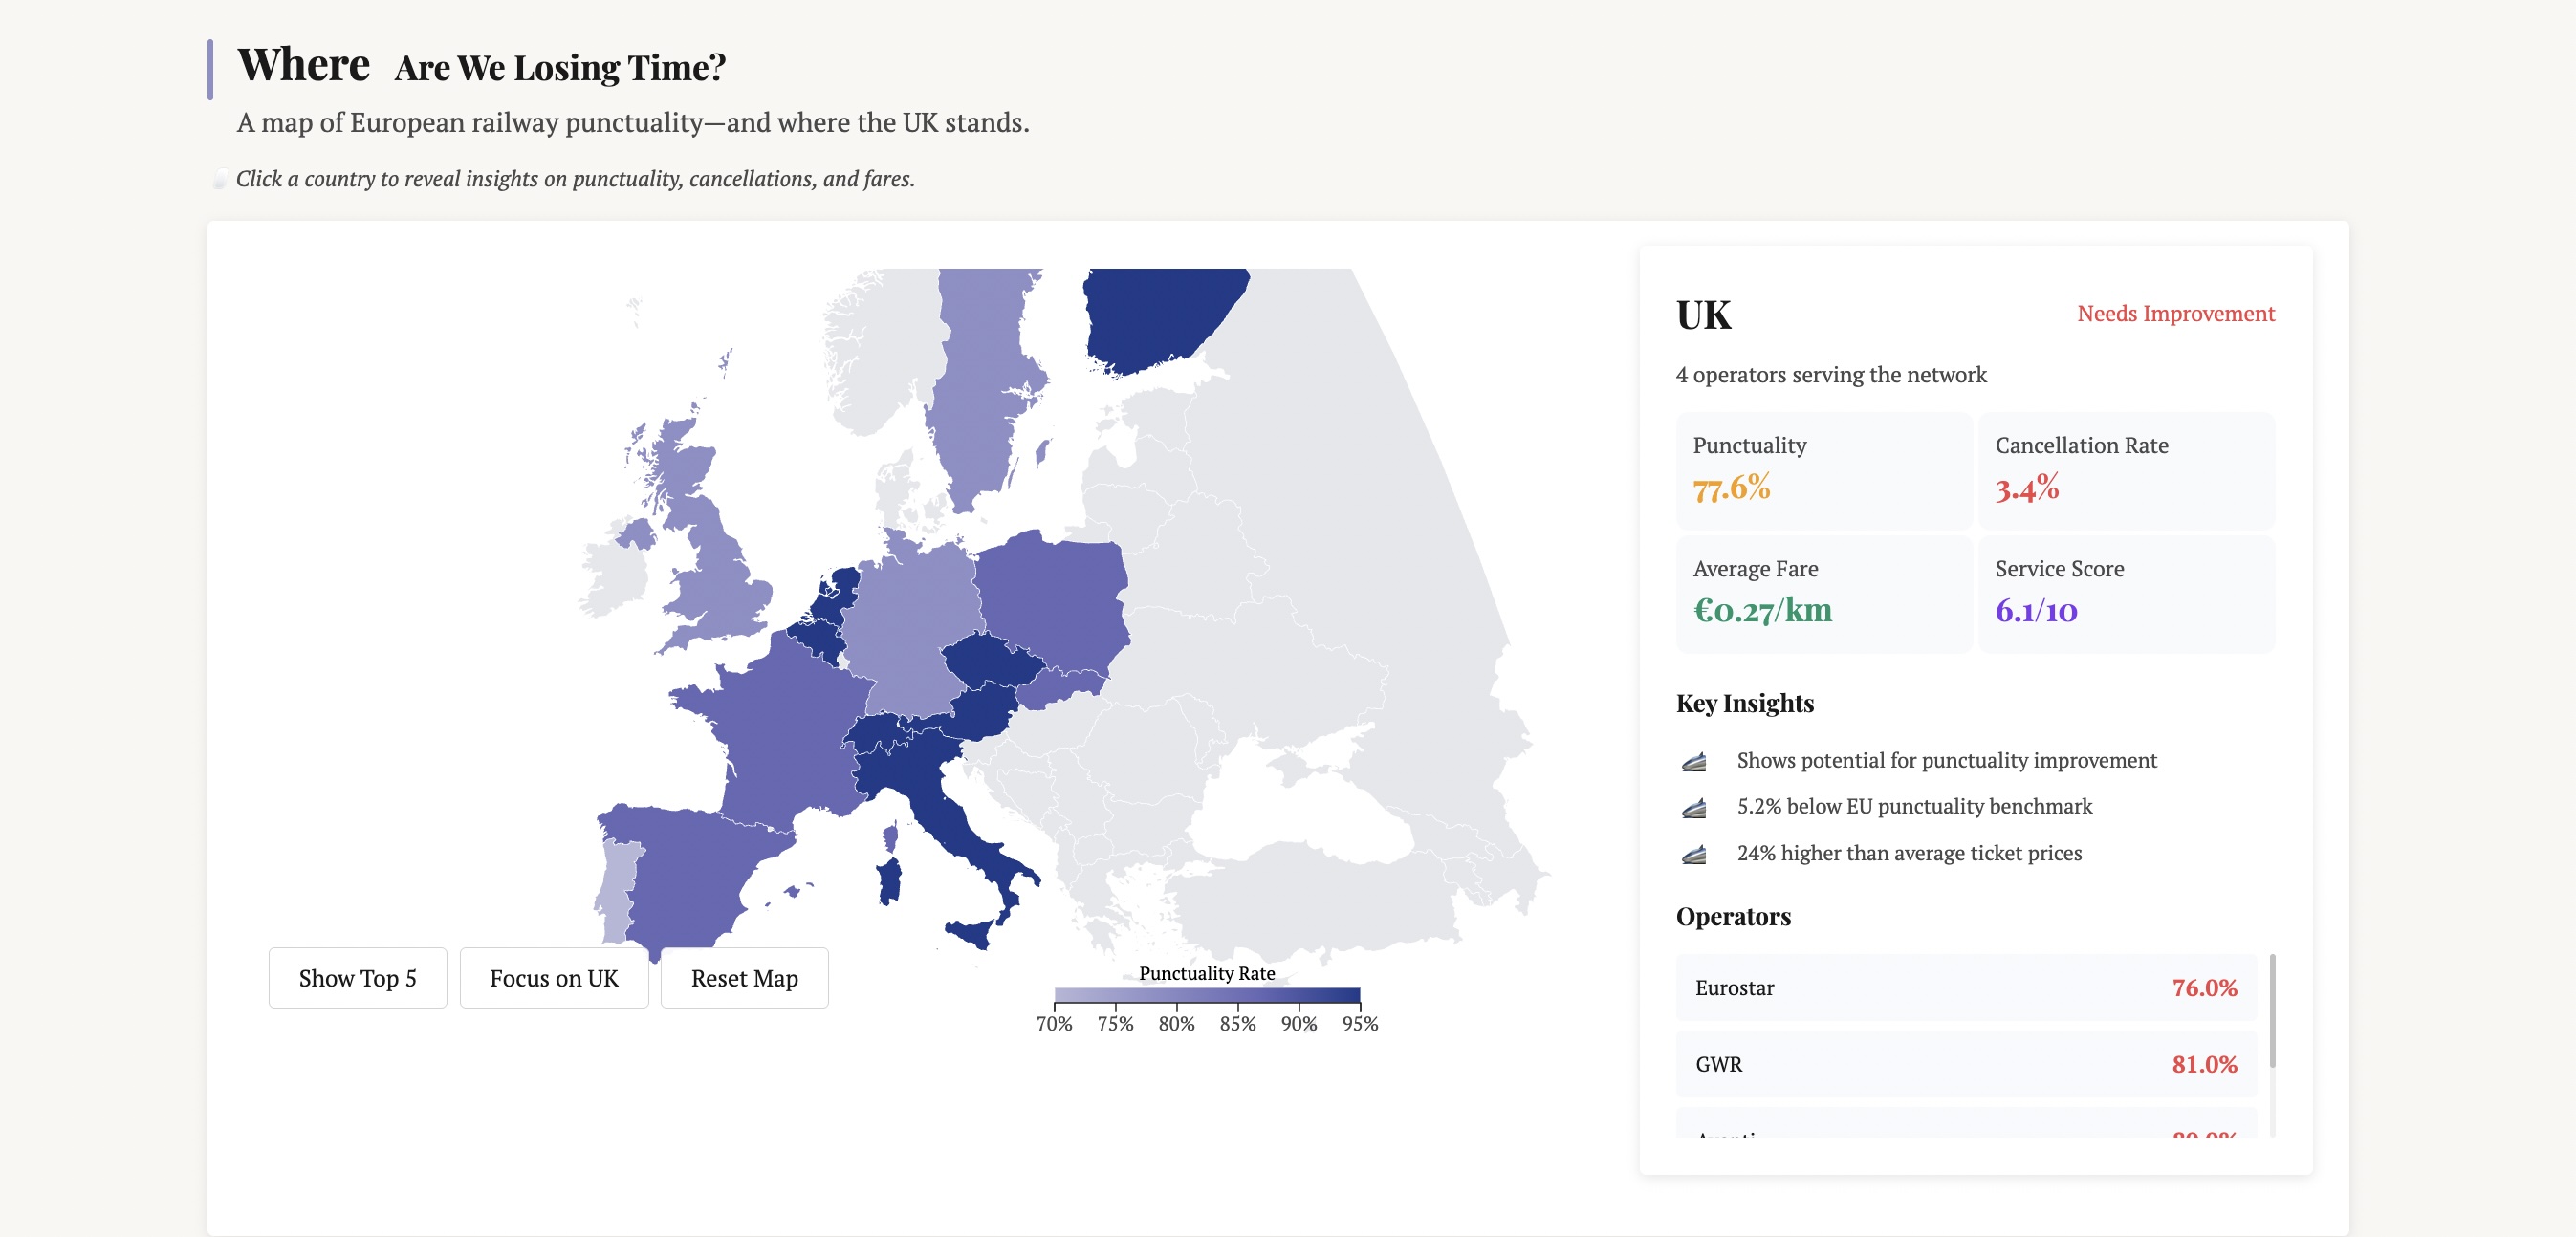 Where Are We Losing Time?
A map of European railway punctuality—and where the UK stands.
Click a country to reveal insights on punctuality, cancellations, and fares.
UK
Needs Improvement
4 operators serving the network
Punctuality
77.6%
Cancellation Rate
3.4%
Average Fare
€0.27/km
Service Score
6.1/10
Key Insights
Shows potential for punctuality improvement
5.2% below EU punctuality benchmark
24% higher than average ticket prices
Operators
Eurostar 76.0%
GWR 81.0%
Show Top 5
Focus on UK
Reset Map
Punctuality Rate
70% 75% 80% 85% 90% 95%